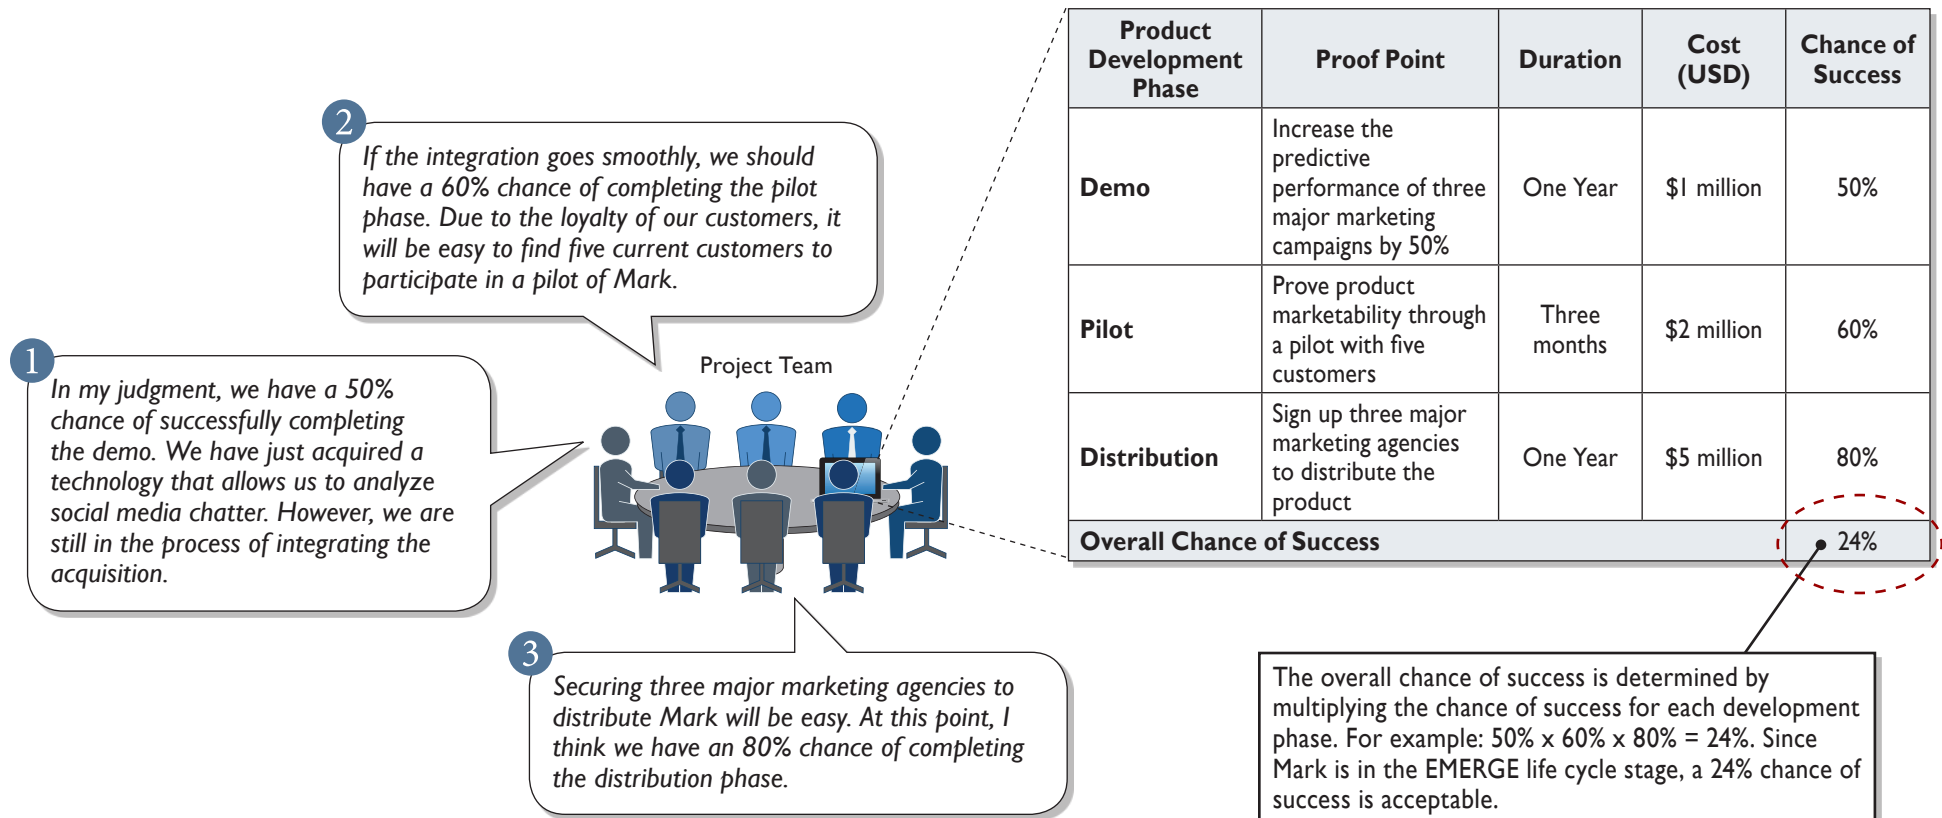 1
In my judgment, we have a 50%
chance of successfully completing
the demo. We have just acquired a
technology that allows us to analyze
social media chatter. However, we are
still in the process of integrating the
acquisition.
2
If the integration goes smoothly, we should
have a 60% chance of completing the pilot
phase. Due to the loyalty of our customers, it
will be easy to find five current customers to
participate in a pilot of Mark.
Project Team
3
Securing three major marketing agencies to
distribute Mark will be easy. At this point, I
think we have an 80% chance of completing
the distribution phase.
Product
Development
Phase
Proof Point
Duration
Cost
(USD)
Chance of
Success
Demo
Increase the
predictive
performance of three
major marketing
campaigns by 50%
One Year
$1 million
50%
Pilot
Prove product
marketability through
a pilot with five
customers
Three
months
$2 million
60%
Distribution
Sign up three major
marketing agencies
to distribute the
product
One Year
$5 million
80%
Overall Chance of Success
24%
The overall chance of success is determined by
multiplying the chance of success for each development
phase. For example: 50% x 60% x 80% = 24%. Since
Mark is in the EMERGE life cycle stage, a 24% chance of
success is acceptable.